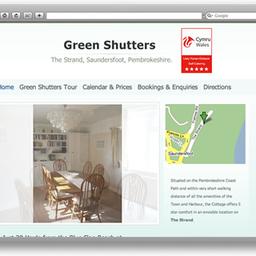 Google
Green Shutters
The Strand, Saundersfoot, Pembrokeshire.
Cymru
Wales
Self Catering
Home Green Shutters Tour Calendar & Prices Bookings & Enquiries Directions
Saundersfoot
Situated on the Pembrokeshire Coast
Path and within very short walking
distance of all the amenities of the
Town and Harbour, the Cottage offers 5
star comfort in an enviable location on
The Strand.